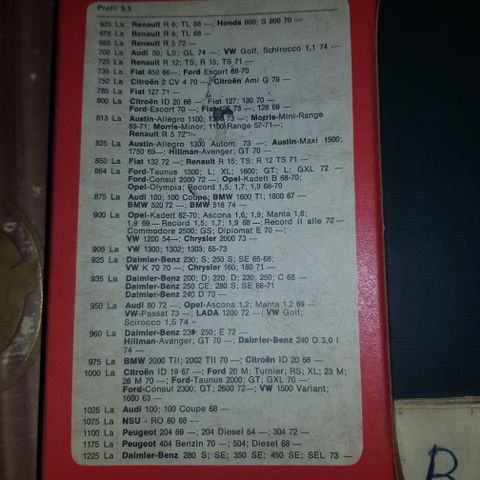 Profil 9,5
625 La Renault R 6; TL 68 —; Honda 600; S 800 70 —
675 La Renault R 6; TL 68 —
665 La Renault R 5 72 —
700 La Audi 50; LS; GL 74 —; VW Golf, Schirocco 1,1 74 —
725 La Renault R 12; TS; R 15; TS 71 —
735 La Fiat 850 66 —; Ford Escort 68-70
750 La Citroën 2 CV 4 70 —; Citroën Ami G 79
785 La Fiat 127 71 —
800 La Citroën ID 20 68 —; Fiat 127; 130 70 —
Ford-Escort 70 —; Fiat 73 —; 128 69 —
813 La Austin-Allegro 1100; 73 —; Morris-Mini-Range
69-71; Morris-Minor; 1100 Range 57-71—;
Renault R 5 72 —
825 La Austin-Allegro 1300 Autom. 73 —; Austin-Maxi 1500;
1750 69—; Hillman-Avenger; GT 70 —
850 La Fiat 132 72 —; Renault R 15; TS; R 12 TS 71 —
864 La Ford-Taunus 1300; L; XL; 1600; GT; L; GXL 72 —
Ford-Consul 2000 72 —; Opel-Kadett B 68-70;
Opel-Olympia; Record 1,5; 1,7; 1,9 68-70
875 La Audi 100; 100 Coupe; BMW 1600 TI; 1800 67
BMW 520 72 —; BMW 518 74 —
900 La Opel-Kadett 62-70; Ascona 1,6; 1,9; Manta 1,6;
1,9 69 — Record 1,5; 1,7; 1,9 68 —; Record II alle 72 —
Commodore 2500; GS; Diplomat E 70 —;
VW 1200 54—; Chrysler 2000 73 —
905 La VW 1300; 1302; 1303; 65-73
925 La Daimler-Benz 230; S; 250 S; SE 65-68;
VW K 70 70 —; Chrysler 160; 180 71 —
935 La Daimler-Benz 200; D; 220; D; 230; 250; C 68 —
Daimler-Benz 250 CE; 280 S; SE 66-71
Daimler-Benz 240 D 73 —
950 La Audi 80 72 —; Opel-Ascona 1,2; Manta 1,2 69 —
VW-Passat 73 —; LADA 1200 72 —; VW Golf;
Scirocco 1,5 74 —
960 La Daimler-Benz 230; 250; E 72 —
Hillman-Avanger; GT 70 —; Daimler-Benz 240 D 3,0 l
74 —
975 La BMW 2000 TII; 2002 TII 70 —; Citroën ID 20 68 —
1000 La Citroën ID 19 67 —; Ford 20 M; Turnier; RS; XL; 23 M;
26 M 70 —; Ford-Taunus 2000; GT; GXL 70 —;
Ford-Consul 2300; GT; 2600 72—; VW 1500 Variant;
1600 63 —
1025 La Audi 100; 100 Coupe 68 —
1075 La NSU - RO 80 68 —
1100 La Peugeot 204 69 —; 204 Diesel 64 —; 304 72 —
1175 La Peugeot 404 Benzin 70 —; 504; Diesel 68 —
1225 La Daimler-Benz 280 S; SE; 350 SE; 450 SE; SEL 73 —
B